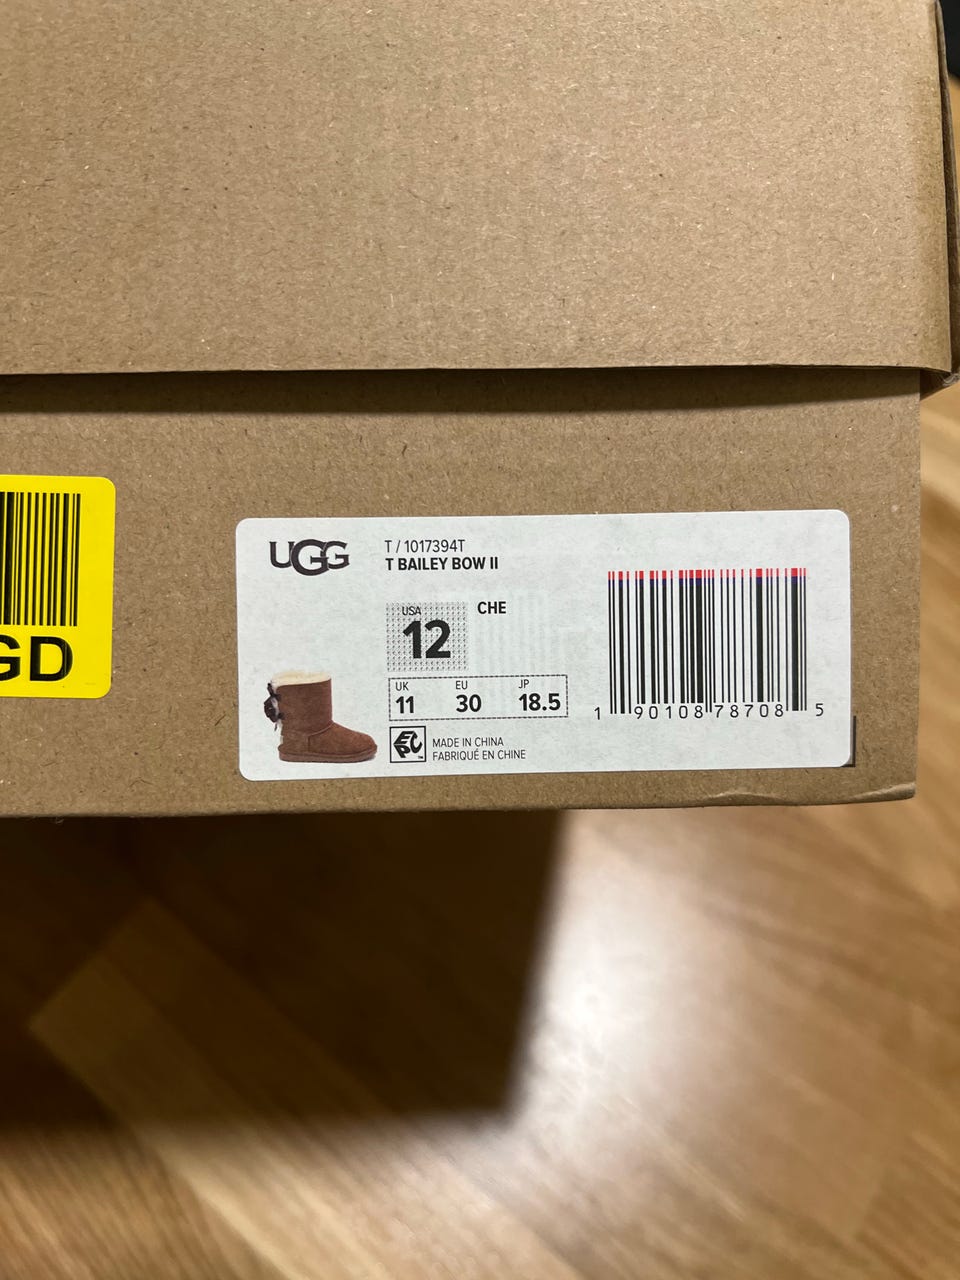 GD
UGG
T / 1017394T
T BAILEY BOW II
USA
12
CHE
UK
11
EU
30
JP
18.5
EPC
MADE IN CHINA
FABRIQUÉ EN CHINE
1 90108 78708 5